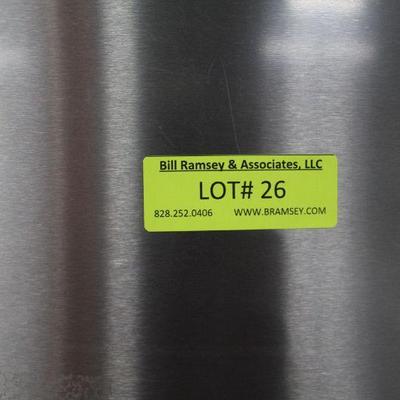 Bill Ramsey & Associates, LLC
LOT# 26
828.252.0406 WWW.BRAMSEY.COM